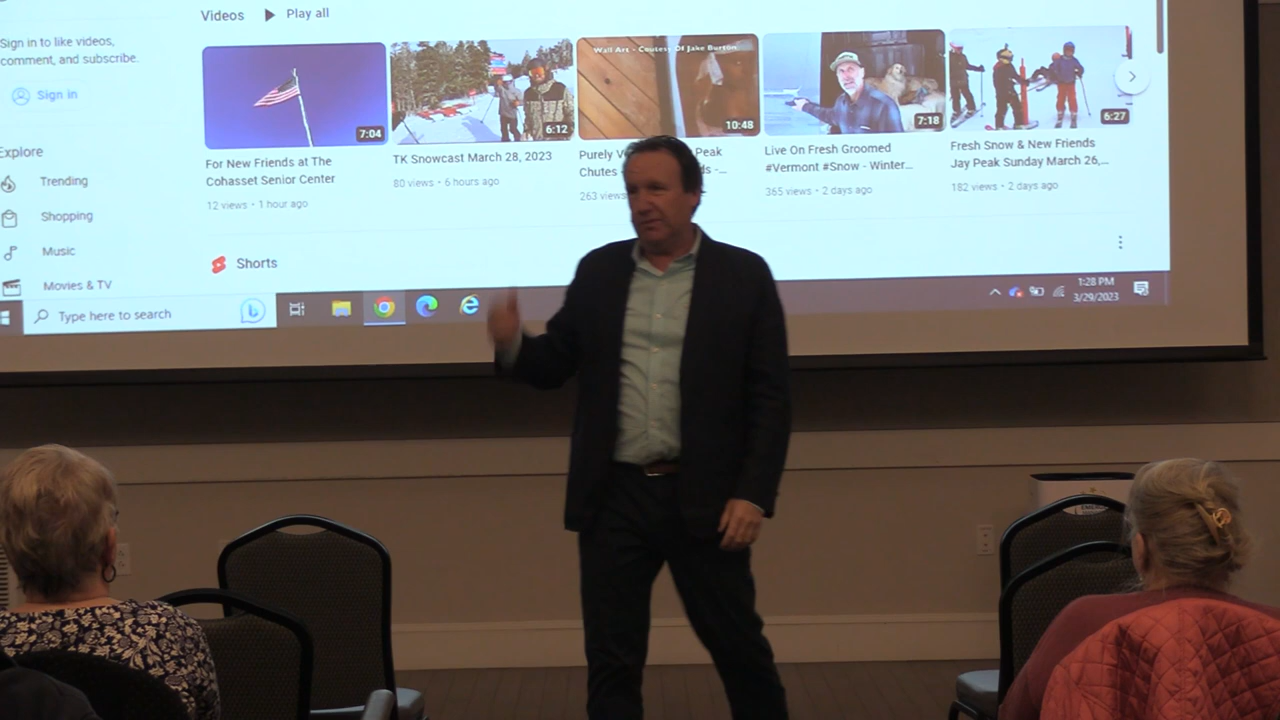 Videos
Play all
Sign in to like videos,
comment, and subscribe.
Sign in
Explore
Trending
Shopping
Music
Movies & TV
7:04
For New Friends at The
Cohasset Senior Center
12 views • 1 hour ago
6:12
TK Snowcast March 28, 2023
80 views • 6 hours ago
Wall Art - Coutesy Of Jake Burton
10:48
Purely Peak
Chutes
263 views
7:18
Live On Fresh Groomed
#Vermont #Snow - Winter...
365 views • 2 days ago
6:27
Fresh Snow & New Friends
Jay Peak Sunday March 26,...
182 views • 2 days ago
Shorts
Type here to search
1:28 PM
3/29/2023